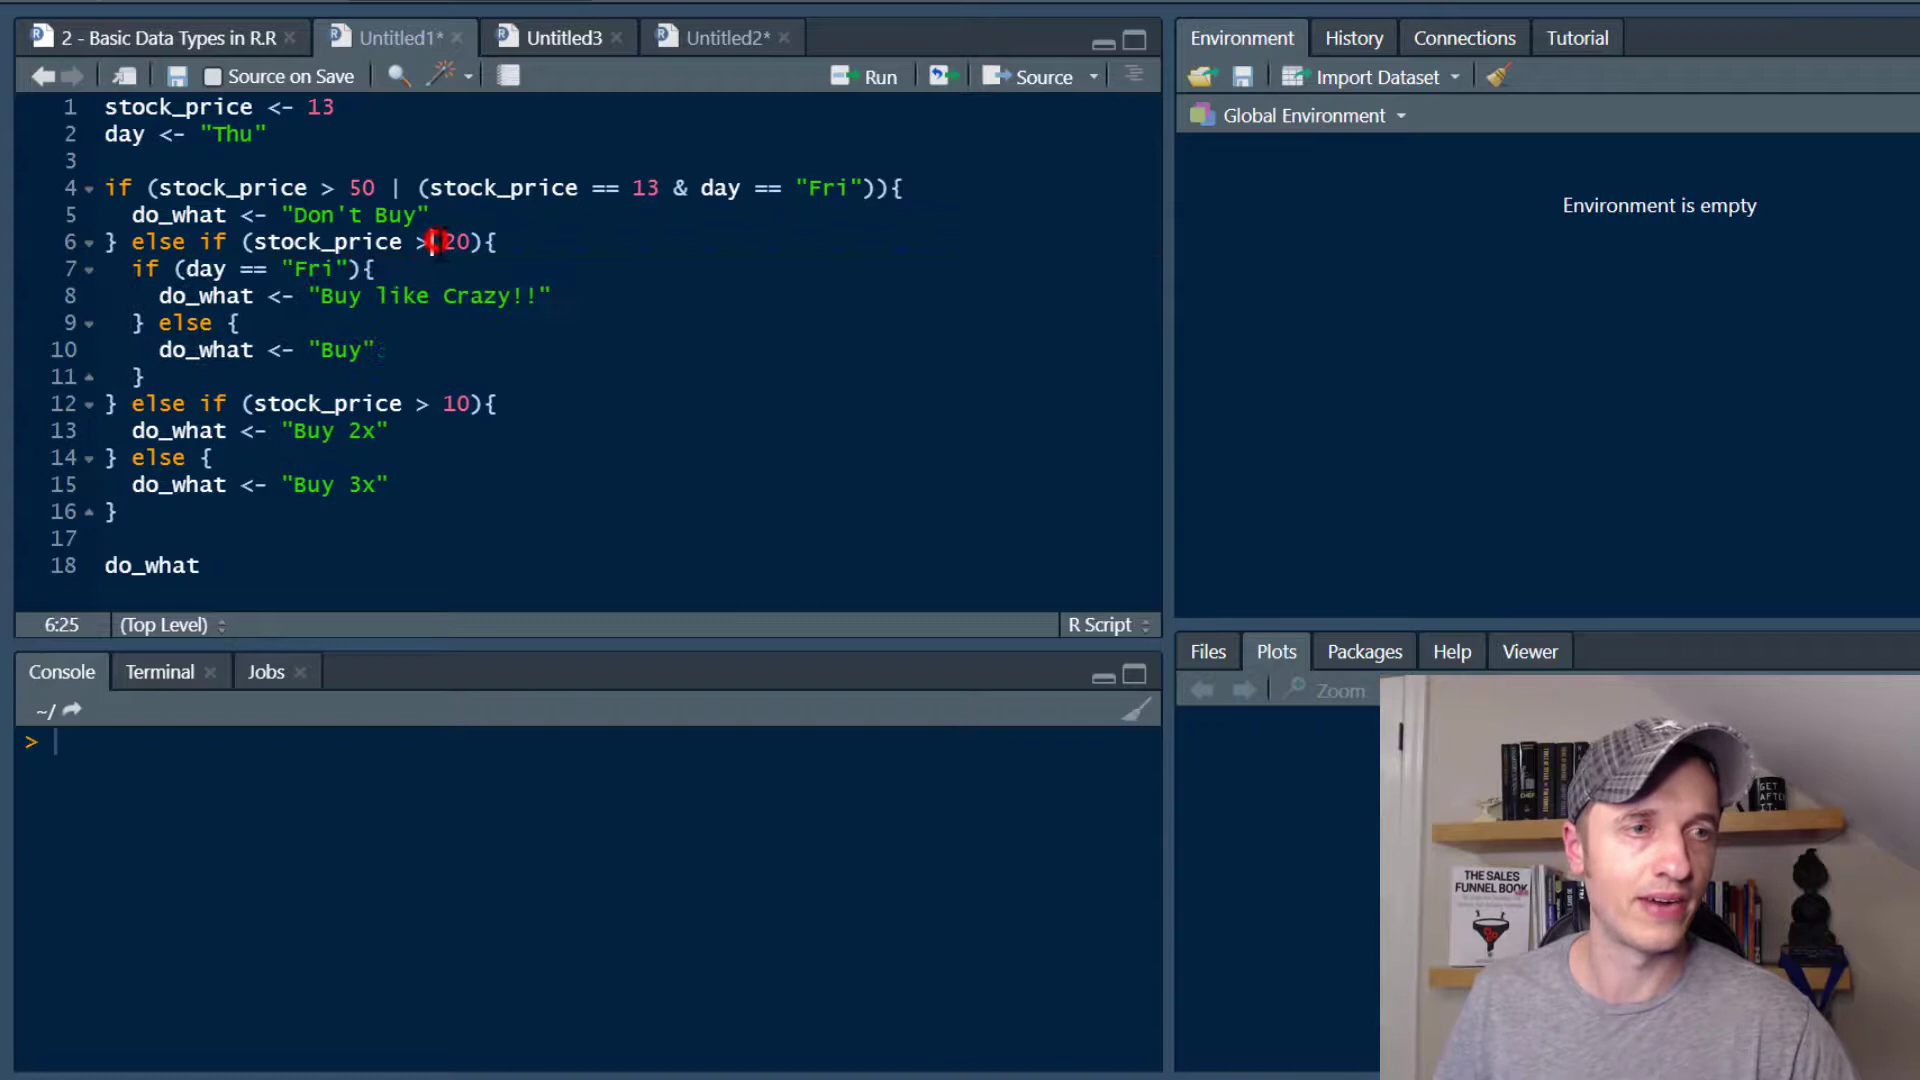 2 - Basic Data Types in R.R
Untitled1*
Untitled3
Untitled2*
Source on Save
Run
Source
1 stock_price <- 13
2 day <- "Thu"
3
4 if (stock_price > 50 | (stock_price == 13 & day == "Fri")){
5 do_what <- "Don't Buy"
6 } else if (stock_price > 20){
7 if (day == "Fri"){
8 do_what <- "Buy like Crazy!!"
9 } else {
10 do_what <- "Buy"
11 }
12 } else if (stock_price > 10){
13 do_what <- "Buy 2x"
14 } else {
15 do_what <- "Buy 3x"
16 }
17
18 do_what
6:25 (Top Level) R Script
Console Terminal Jobs
~/
>
Environment History Connections Tutorial
Import Dataset
Global Environment
Environment is empty
Files Plots Packages Help Viewer
Zoom
GET
AFTER
IT.
THE SALES
FUNNEL BOOK